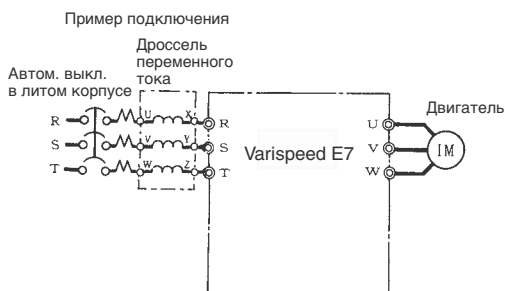 Пример подключения
Дроссель
переменного
тока
Автом. выкл.
в литом корпусе
R U X R
S V Y S
T W Z T
Varispeed E7
U
V
W
Двигатель
IM